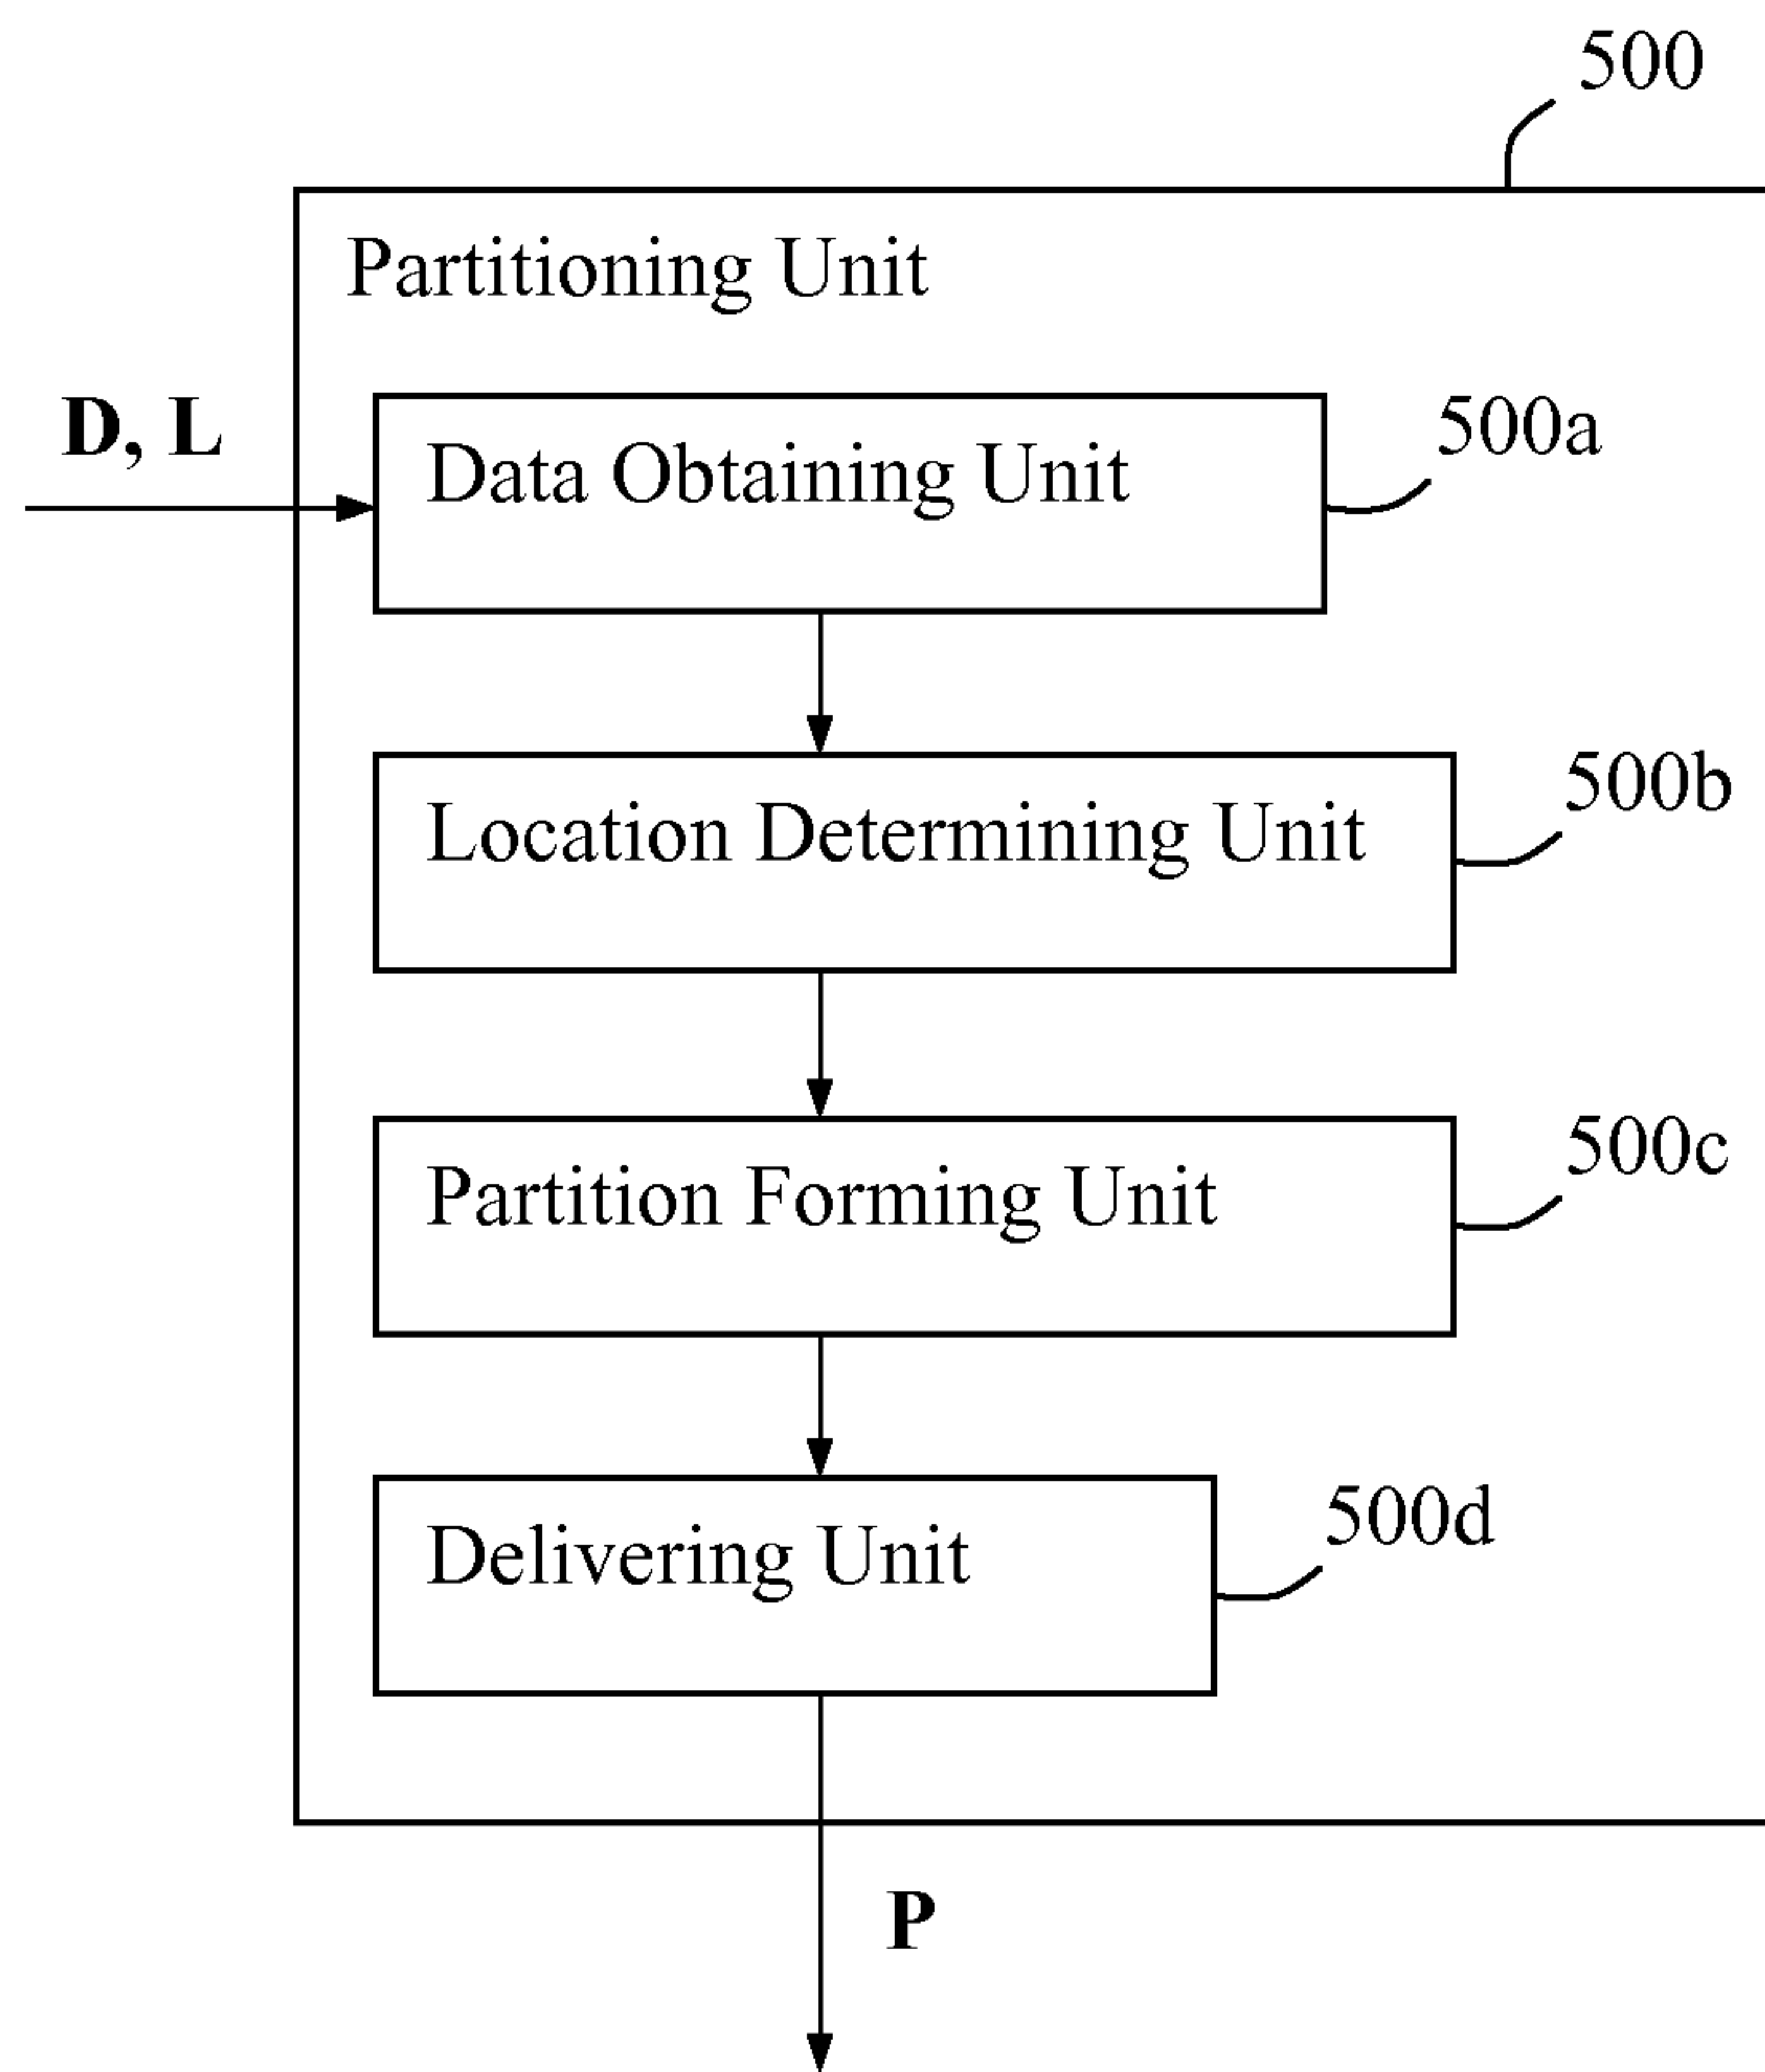 500
Partitioning Unit
D, L
Data Obtaining Unit
500a
Location Determining Unit
500b
Partition Forming Unit
500c
Delivering Unit
500d
P